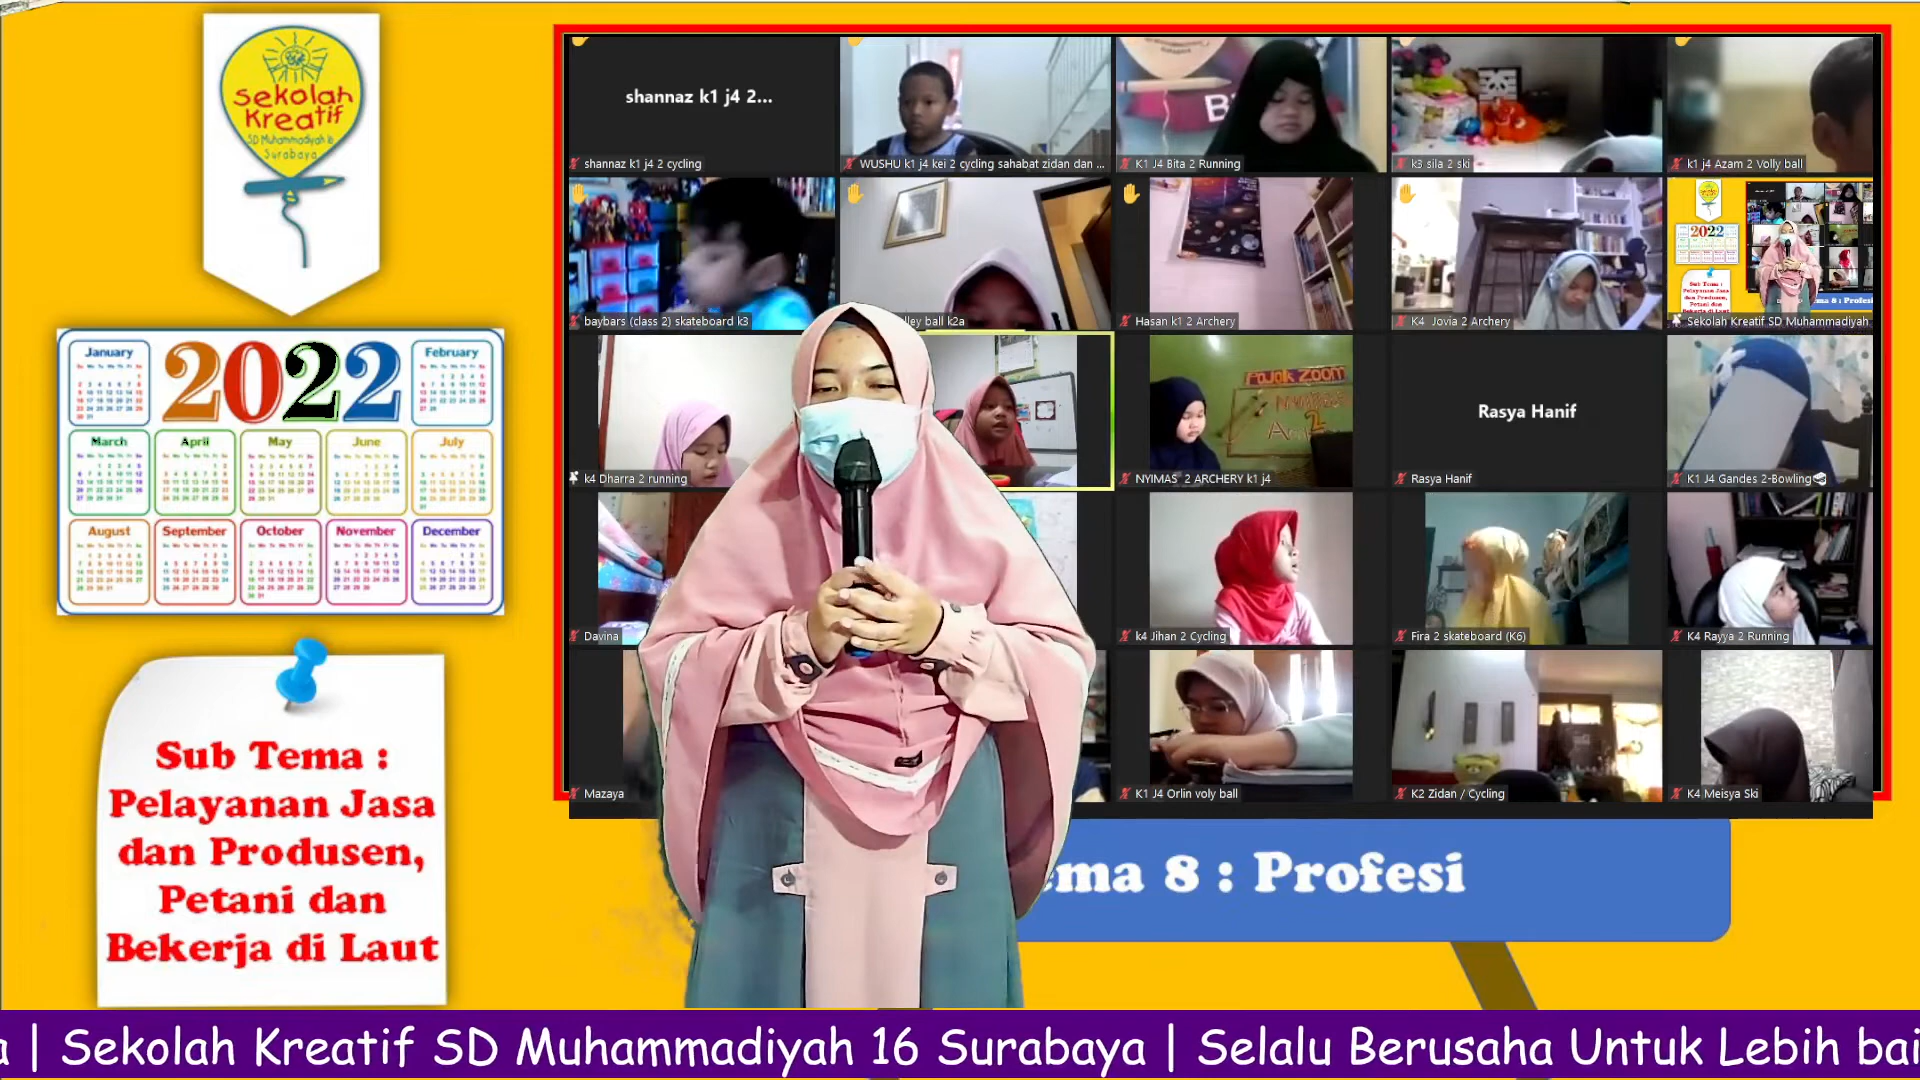 Sekolah
Kreatif
SD Muhammadiyah 16
Surabaya
2022
January
February
March
April
May
June
July
August
September
October
November
December
Sub Tema :
Pelayanan Jasa
dan Produsen,
Petani dan
Bekerja di Laut
shannaz k1 j4 2...
shannaz k1 j4 2 cycling
WUSHU k1 j4 kei 2 cycling sahabat zidan dan ...
K1 J4 Bita 2 Running
k3 sila 2 ski
k1 j4 Azam 2 Volly ball
baybars (class 2) skateboard k3
lley ball k2a
Hasan k1 2 Archery
K4 Jovia 2 Archery
2022
Sekolah Kreatif SD Muhammadiyah
k4 Dharra 2 running
POJOK ZOOM
NYIMAS 2 ARCHERY k1 j4
Rasya Hanif
Rasya Hanif
K1 J4 Gandes 2-Bowling
Davina
k4 Jihan 2 Cycling
Fira 2 skateboard (K6)
K4 Rayya 2 Running
Mazaya
K1 J4 Orlin voly ball
K2 Zidan / Cycling
K4 Meisya Ski
ema 8 : Profesi
a | Sekolah Kreatif SD Muhammadiyah 16 Surabaya | Selalu Berusaha Untuk Lebih bai